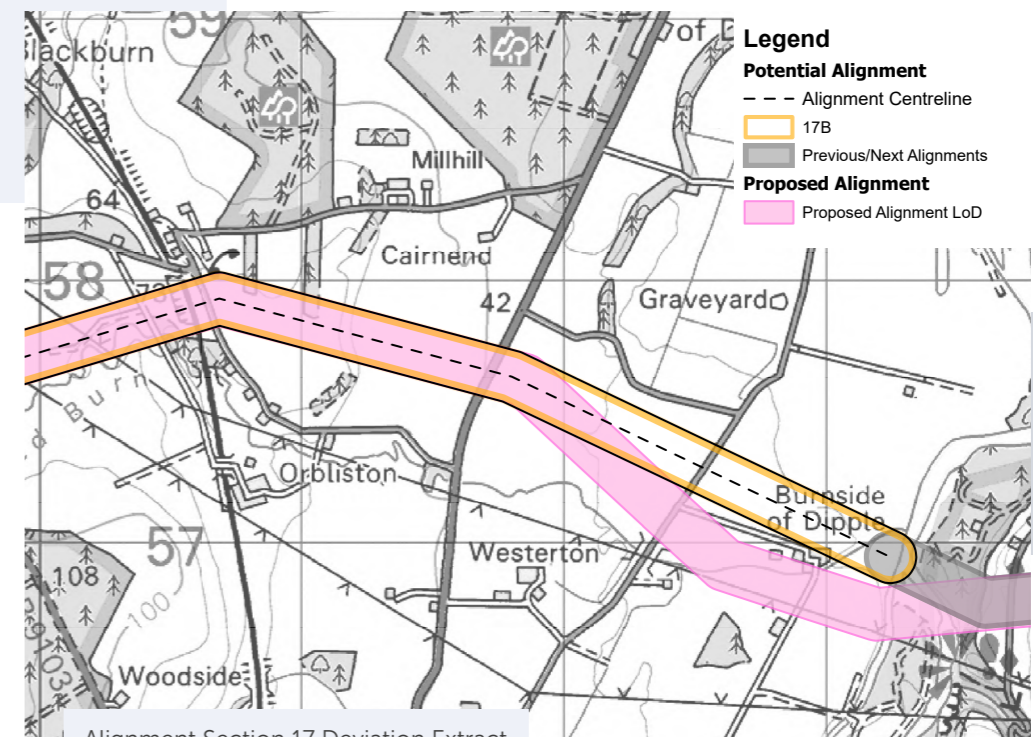 59
Blackburn
of D
Legend
Potential Alignment
Alignment Centreline
17B
Previous/Next Alignments
Proposed Alignment
Proposed Alignment LoD
Millhill
64
Cairnend
58
42
Graveyard
Burn
Orbliston
Burnside
of Dipple
57
Westerton
108
100
Woodside
Alignment Section 17 Deviation Extract